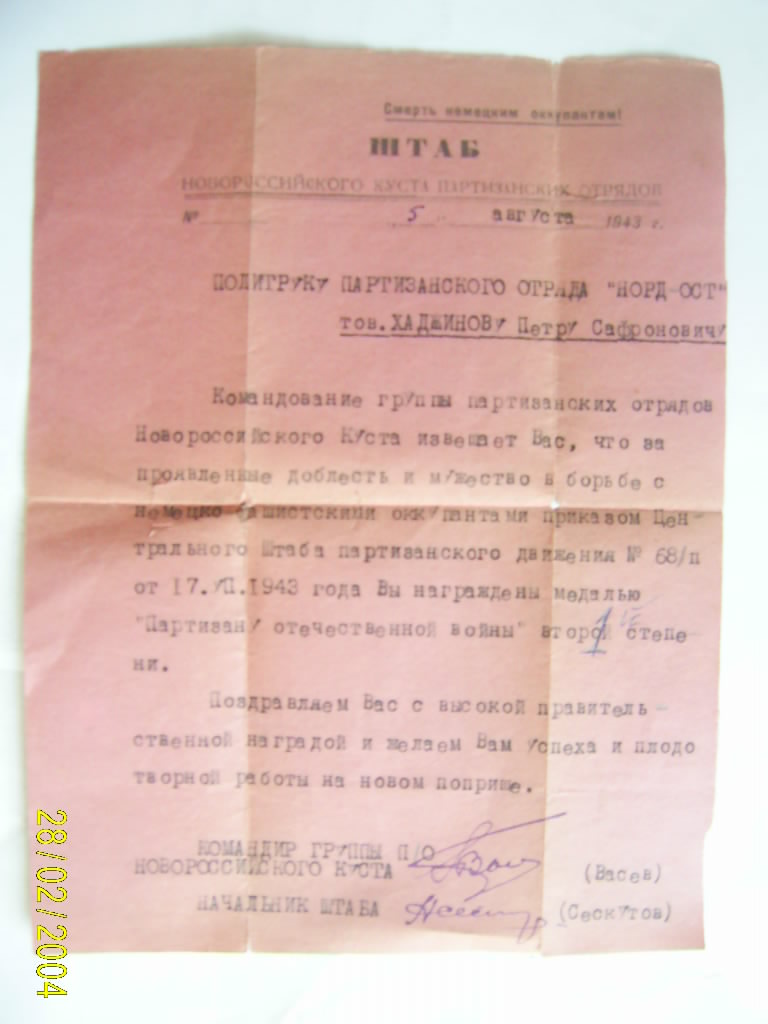 Смерть немецким оккупантам!
ШТАБ
НОВОРОССИЙСКОГО КУСТА ПАРТИЗАНСКИХ ОТРЯДОВ
№ 5 августа 1943 г.
ПОЛИТРУКУ ПАРТИЗАНСКОГО ОТРЯДА "НОРД-ОСТ"
тов. ХАДЖИНОВУ Петру Сафроновичу
Командование группы партизанских отрядов
Новороссийского Куста извещает Вас, что за
проявленные доблесть и мужество в борьбе с
немецко фашистскими оккупантами приказом Цен-
трального Штаба партизанского движения № 68/п
от 17.VII.1943 года Вы награждены медалью
"Партизану отечественной войны" второй 1 степе
ни.
Поздравляем Вас с высокой правитель-
ственной наградой и желаем Вам успеха и плодо
творной работы на новом поприще.
КОМАНДИР ГРУППЫ П/О
НОВОРОССИЙСКОГО КУСТА (Васев)
НАЧАЛЬНИК ШТАБА (Сескутов)
28/02/2004